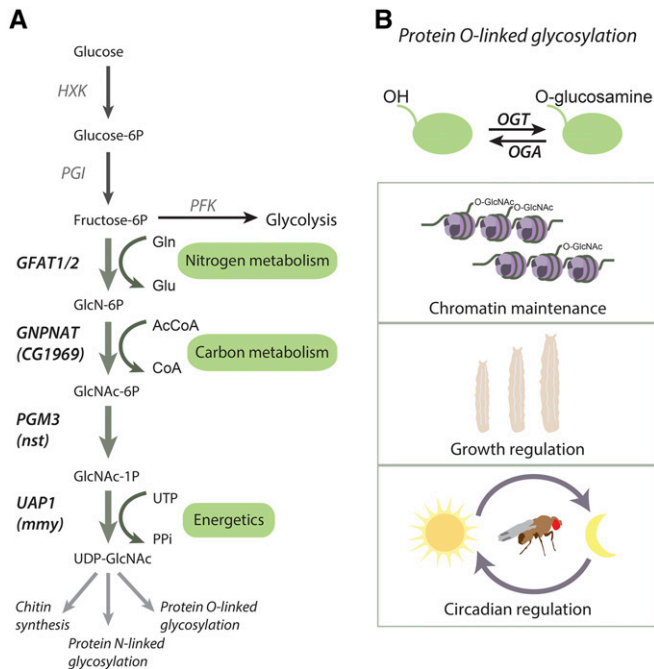 A
Glucose
HXK
Glucose-6P
PGI
Fructose-6P
PFK
Glycolysis
GFAT1/2
Gln
Glu
Nitrogen metabolism
GlcN-6P
GNPNAT
(CG1969)
AcCoA
CoA
Carbon metabolism
GlcNAc-6P
PGM3
(nst)
GlcNAc-1P
UAP1
(mmy)
UTP
PPi
Energetics
UDP-GlcNAc
Chitin
synthesis
Protein N-linked
glycosylation
Protein O-linked
glycosylation
B
Protein O-linked glycosylation
OH
OGT
OGA
O-glucosamine
O-GlcNAc
O-GlcNAc
O-GlcNAc
Chromatin maintenance
Growth regulation
Circadian regulation